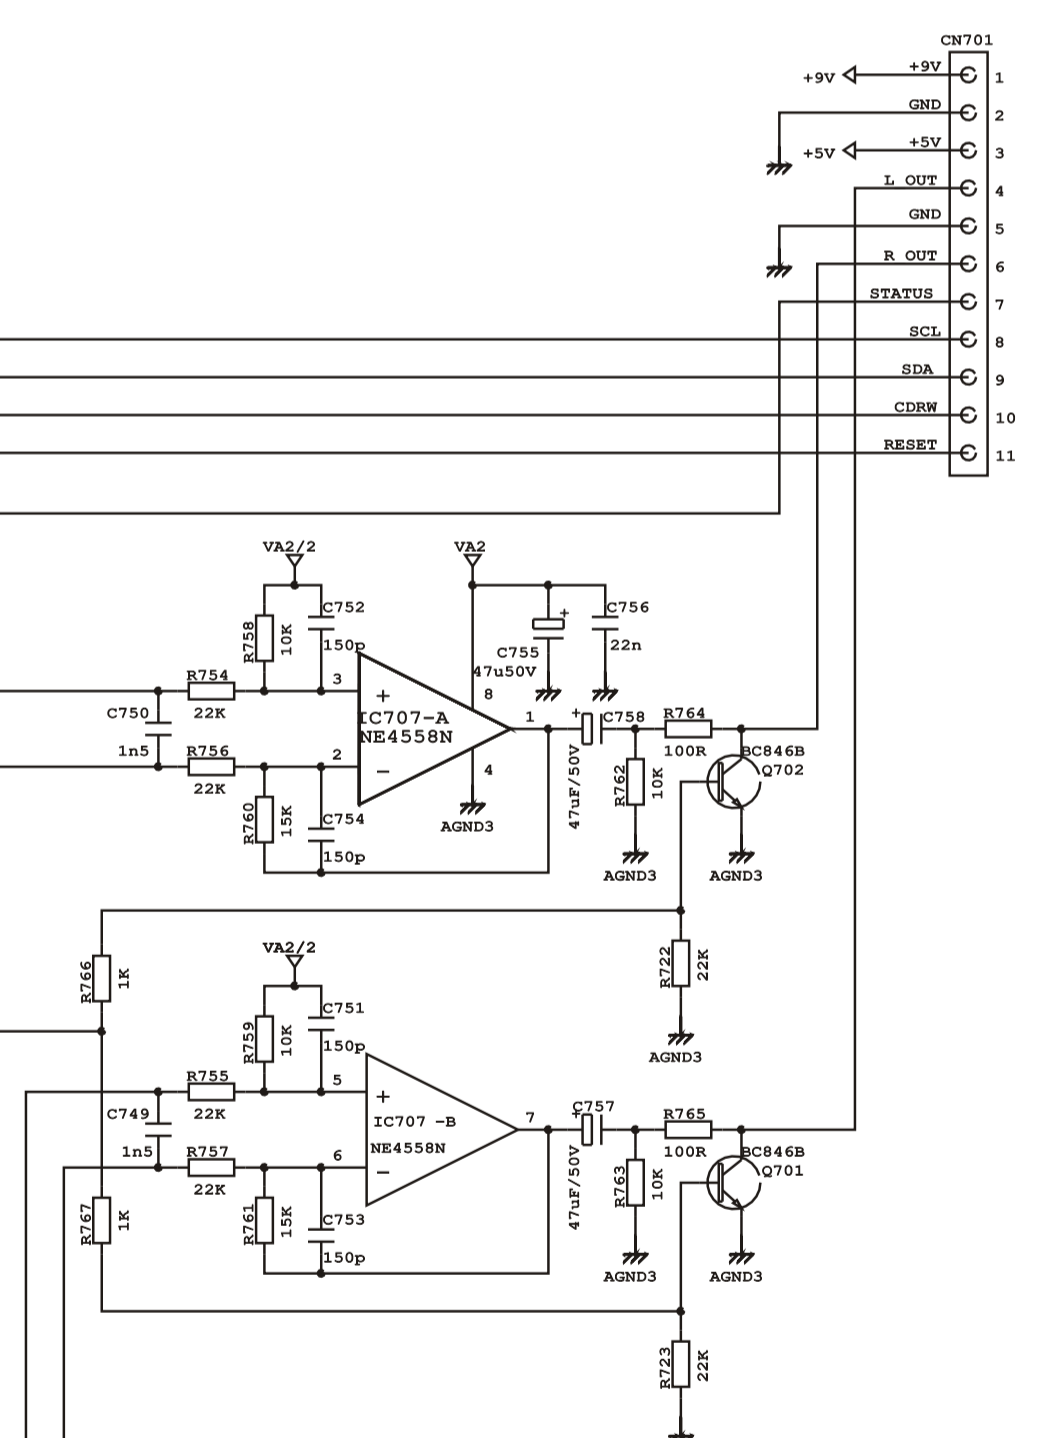 CN701
+9V
+9V
1
GND
2
+5V
+5V
3
L OUT
4
GND
5
R OUT
6
STATUS
7
SCL
8
SDA
9
CDRW
10
RESET
11
VA2/2
VA2
R758
10K
C752
150p
C755
47u50V
+
C756
22n
R754
22K
C750
1n5
R756
22K
3
+
IC707-A
NE4558N
2
−
8
1
4
AGND3
R760
15K
C754
150p
+
C758
47uF/50V
R764
100R
R762
10K
AGND3
BC846B
Q702
AGND3
R766
1K
R722
22K
AGND3
VA2/2
R759
10K
C751
150p
R755
22K
C749
1n5
R757
22K
5
+
IC707 -B
NE4558N
6
−
7
R767
1K
R761
15K
C753
150p
+
C757
47uF/50V
R765
100R
R763
10K
AGND3
BC846B
Q701
AGND3
R723
22K